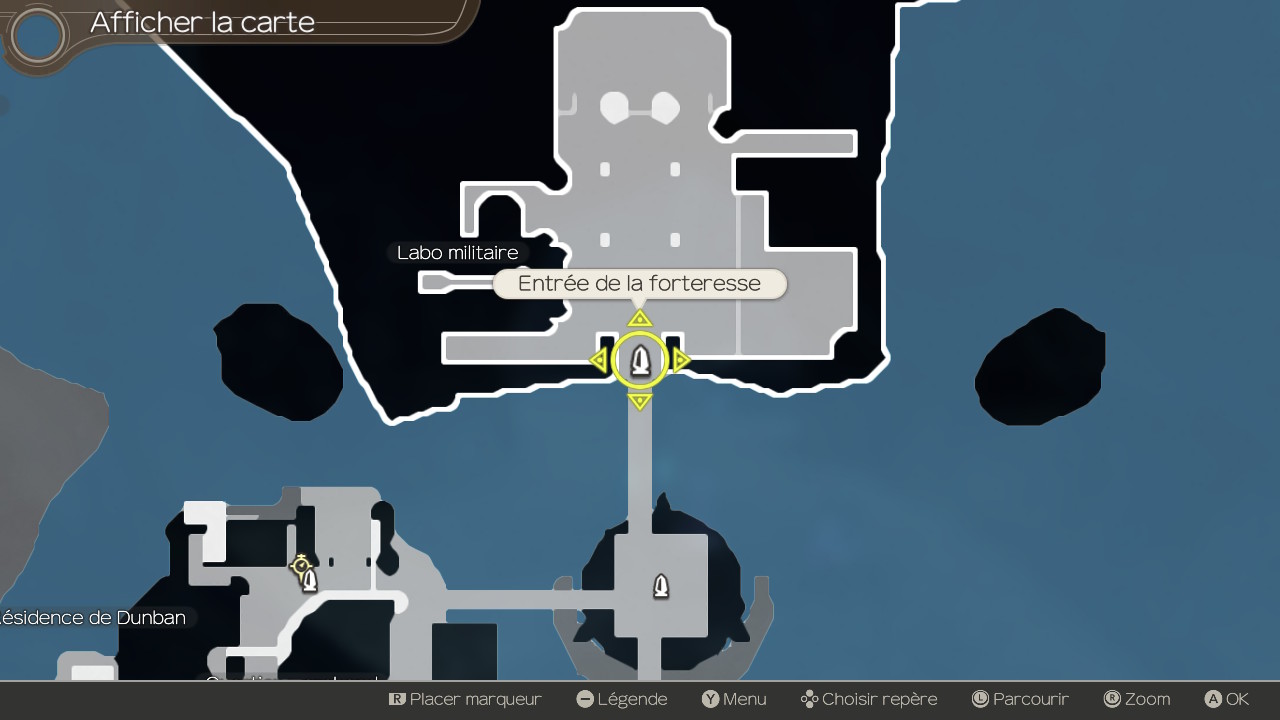 Afficher la carte
Labo militaire
Entrée de la forteresse
ésidence de Dunban
R Placer marqueur
Légende
Y Menu
Choisir repère
L Parcourir
R Zoom
A OK